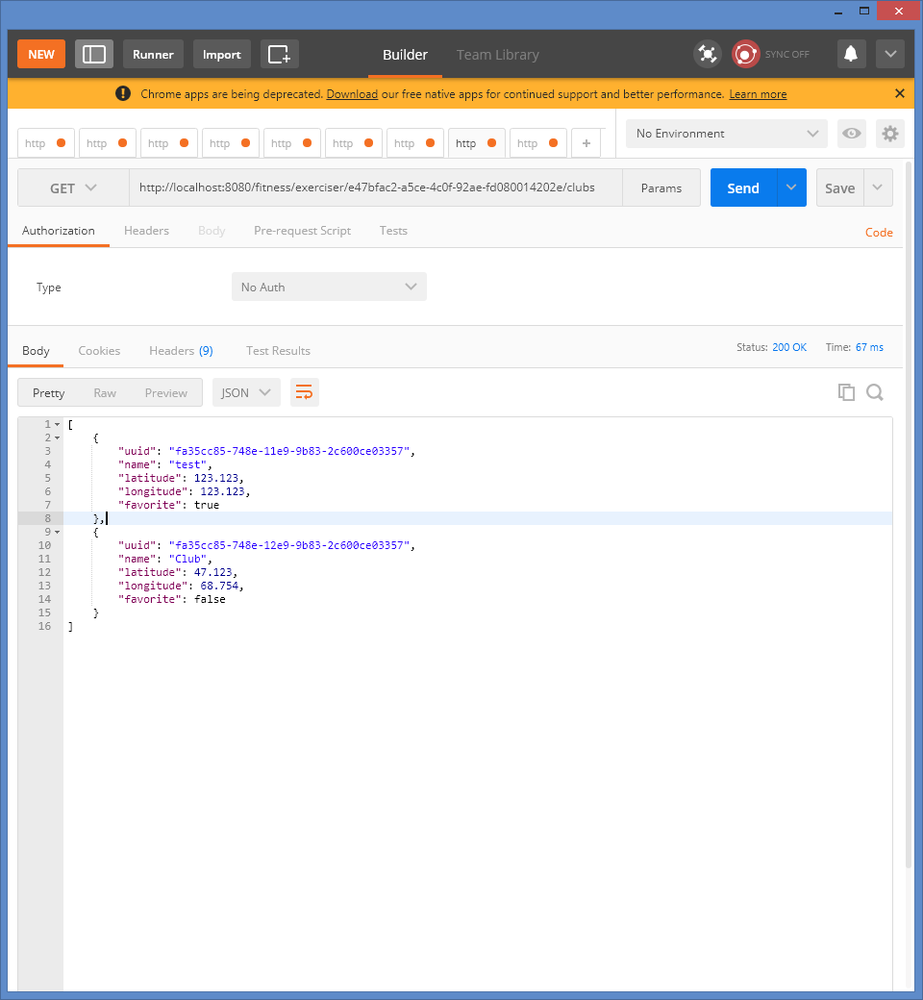 NEW Runner Import Builder Team Library SYNC OFF
Chrome apps are being deprecated. Download our free native apps for continued support and better performance. Learn more
http http http http http http http http http + No Environment
GET http://localhost:8080/fitness/exerciser/e47bfac2-a5ce-4c0f-92ae-fd080014202e/clubs Params Send Save
Authorization Headers Body Pre-request Script Tests Code
Type No Auth
Body Cookies Headers (9) Test Results Status: 200 OK Time: 67 ms
Pretty Raw Preview JSON
1 [
2 {
3 "uuid": "fa35cc85-748e-11e9-9b83-2c600ce03357",
4 "name": "test",
5 "latitude": 123.123,
6 "longitude": 123.123,
7 "favorite": true
8 },
9 {
10 "uuid": "fa35cc85-748e-12e9-9b83-2c600ce03357",
11 "name": "Club",
12 "latitude": 47.123,
13 "longitude": 68.754,
14 "favorite": false
15 }
16 ]